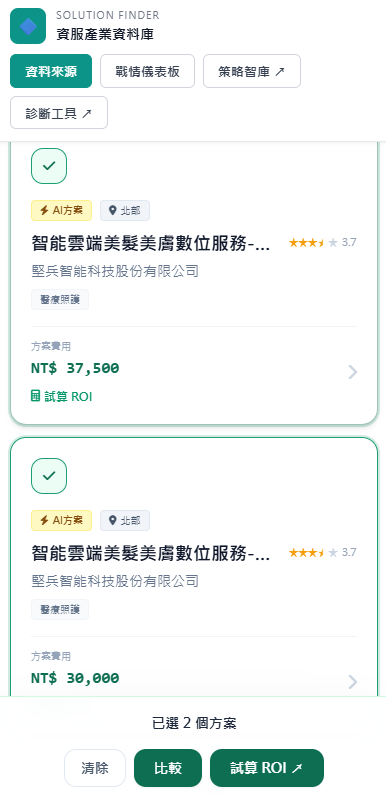 SOLUTION FINDER
資服產業資料庫
資料來源
戰情儀表板
策略智庫 ↗
診斷工具 ↗
AI方案
北部
智能雲端美髮美膚數位服務-...
3.7
堅兵智能科技股份有限公司
醫療照護
方案費用
NT$ 37,500
試算 ROI
AI方案
北部
智能雲端美髮美膚數位服務-...
3.7
堅兵智能科技股份有限公司
醫療照護
方案費用
NT$ 30,000
已選 2 個方案
清除
比較
試算 ROI ↗